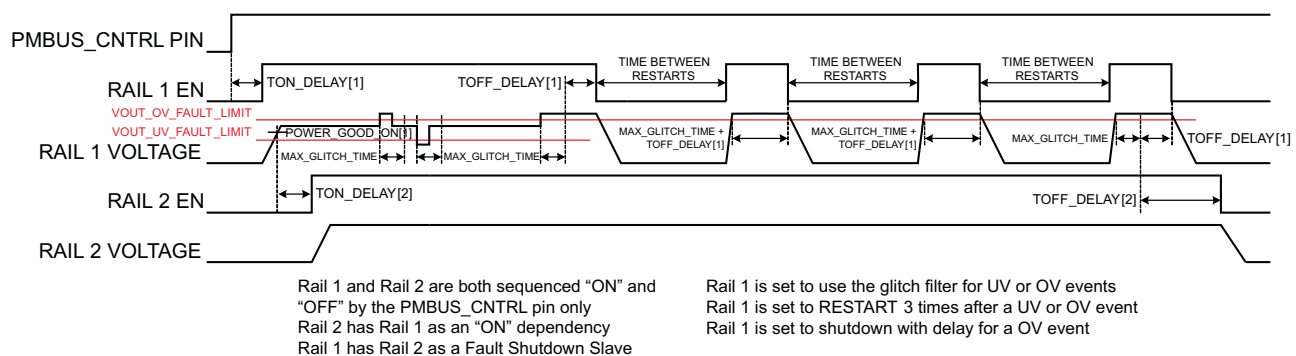 PMBUS_CNTRL PIN
TON_DELAY[1]
TOFF_DELAY[1]
TIME BETWEEN
RESTARTS
TIME BETWEEN
RESTARTS
TIME BETWEEN
RESTARTS
RAIL 1 EN
VOUT_OV_FAULT_LIMIT
VOUT_UV_FAULT_LIMIT
POWER_GOOD_ON[1]
RAIL 1 VOLTAGE
MAX_GLITCH_TIME
MAX_GLITCH_TIME
MAX_GLITCH_TIME +
TOFF_DELAY[1]
MAX_GLITCH_TIME +
TOFF_DELAY[1]
MAX_GLITCH_TIME
TOFF_DELAY[1]
TON_DELAY[2]
RAIL 2 EN
TOFF_DELAY[2]
RAIL 2 VOLTAGE
Rail 1 and Rail 2 are both sequenced “ON” and
“OFF” by the PMBUS_CNTRL pin only
Rail 2 has Rail 1 as an “ON” dependency
Rail 1 has Rail 2 as a Fault Shutdown Slave
Rail 1 is set to use the glitch filter for UV or OV events
Rail 1 is set to RESTART 3 times after a UV or OV event
Rail 1 is set to shutdown with delay for a OV event